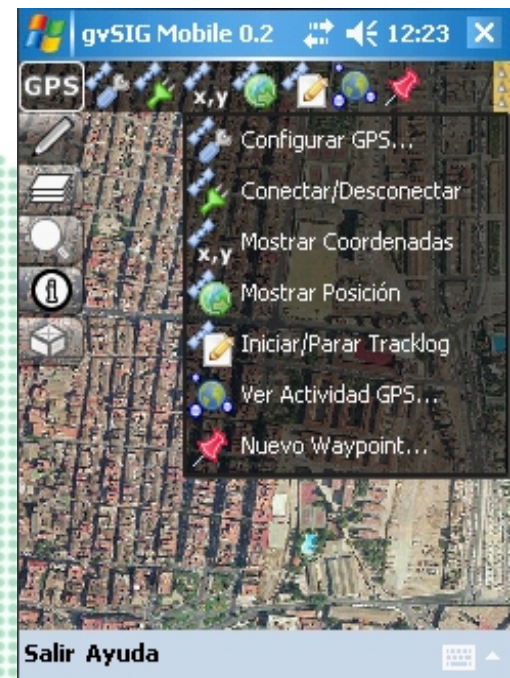 gvSIG Mobile 0.2 12:23
GPS x,y
Configurar GPS...
Conectar/Desconectar
x,y Mostrar Coordenadas
Mostrar Posición
Iniciar/Parar Tracklog
Ver Actividad GPS...
Nuevo Waypoint...
Salir Ayuda